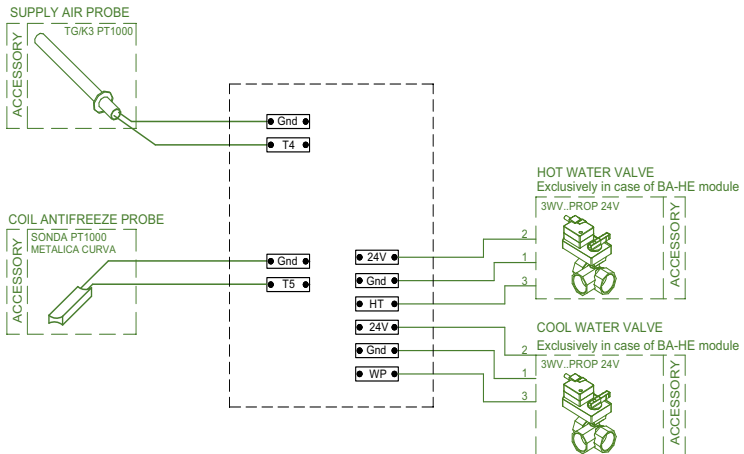 SUPPLY AIR PROBE
TG/K3 PT1000
ACCESSORY
Gnd
T4
COIL ANTIFREEZE PROBE
SONDA PT1000
METALICA CURVA
ACCESSORY
Gnd
T5
24V
Gnd
HT
24V
Gnd
WP
HOT WATER VALVE
Exclusively in case of BA-HE module
3WV..PROP 24V
2
1
3
ACCESSORY
COOL WATER VALVE
Exclusively in case of BA-HE module
3WV..PROP 24V
2
1
3
ACCESSORY